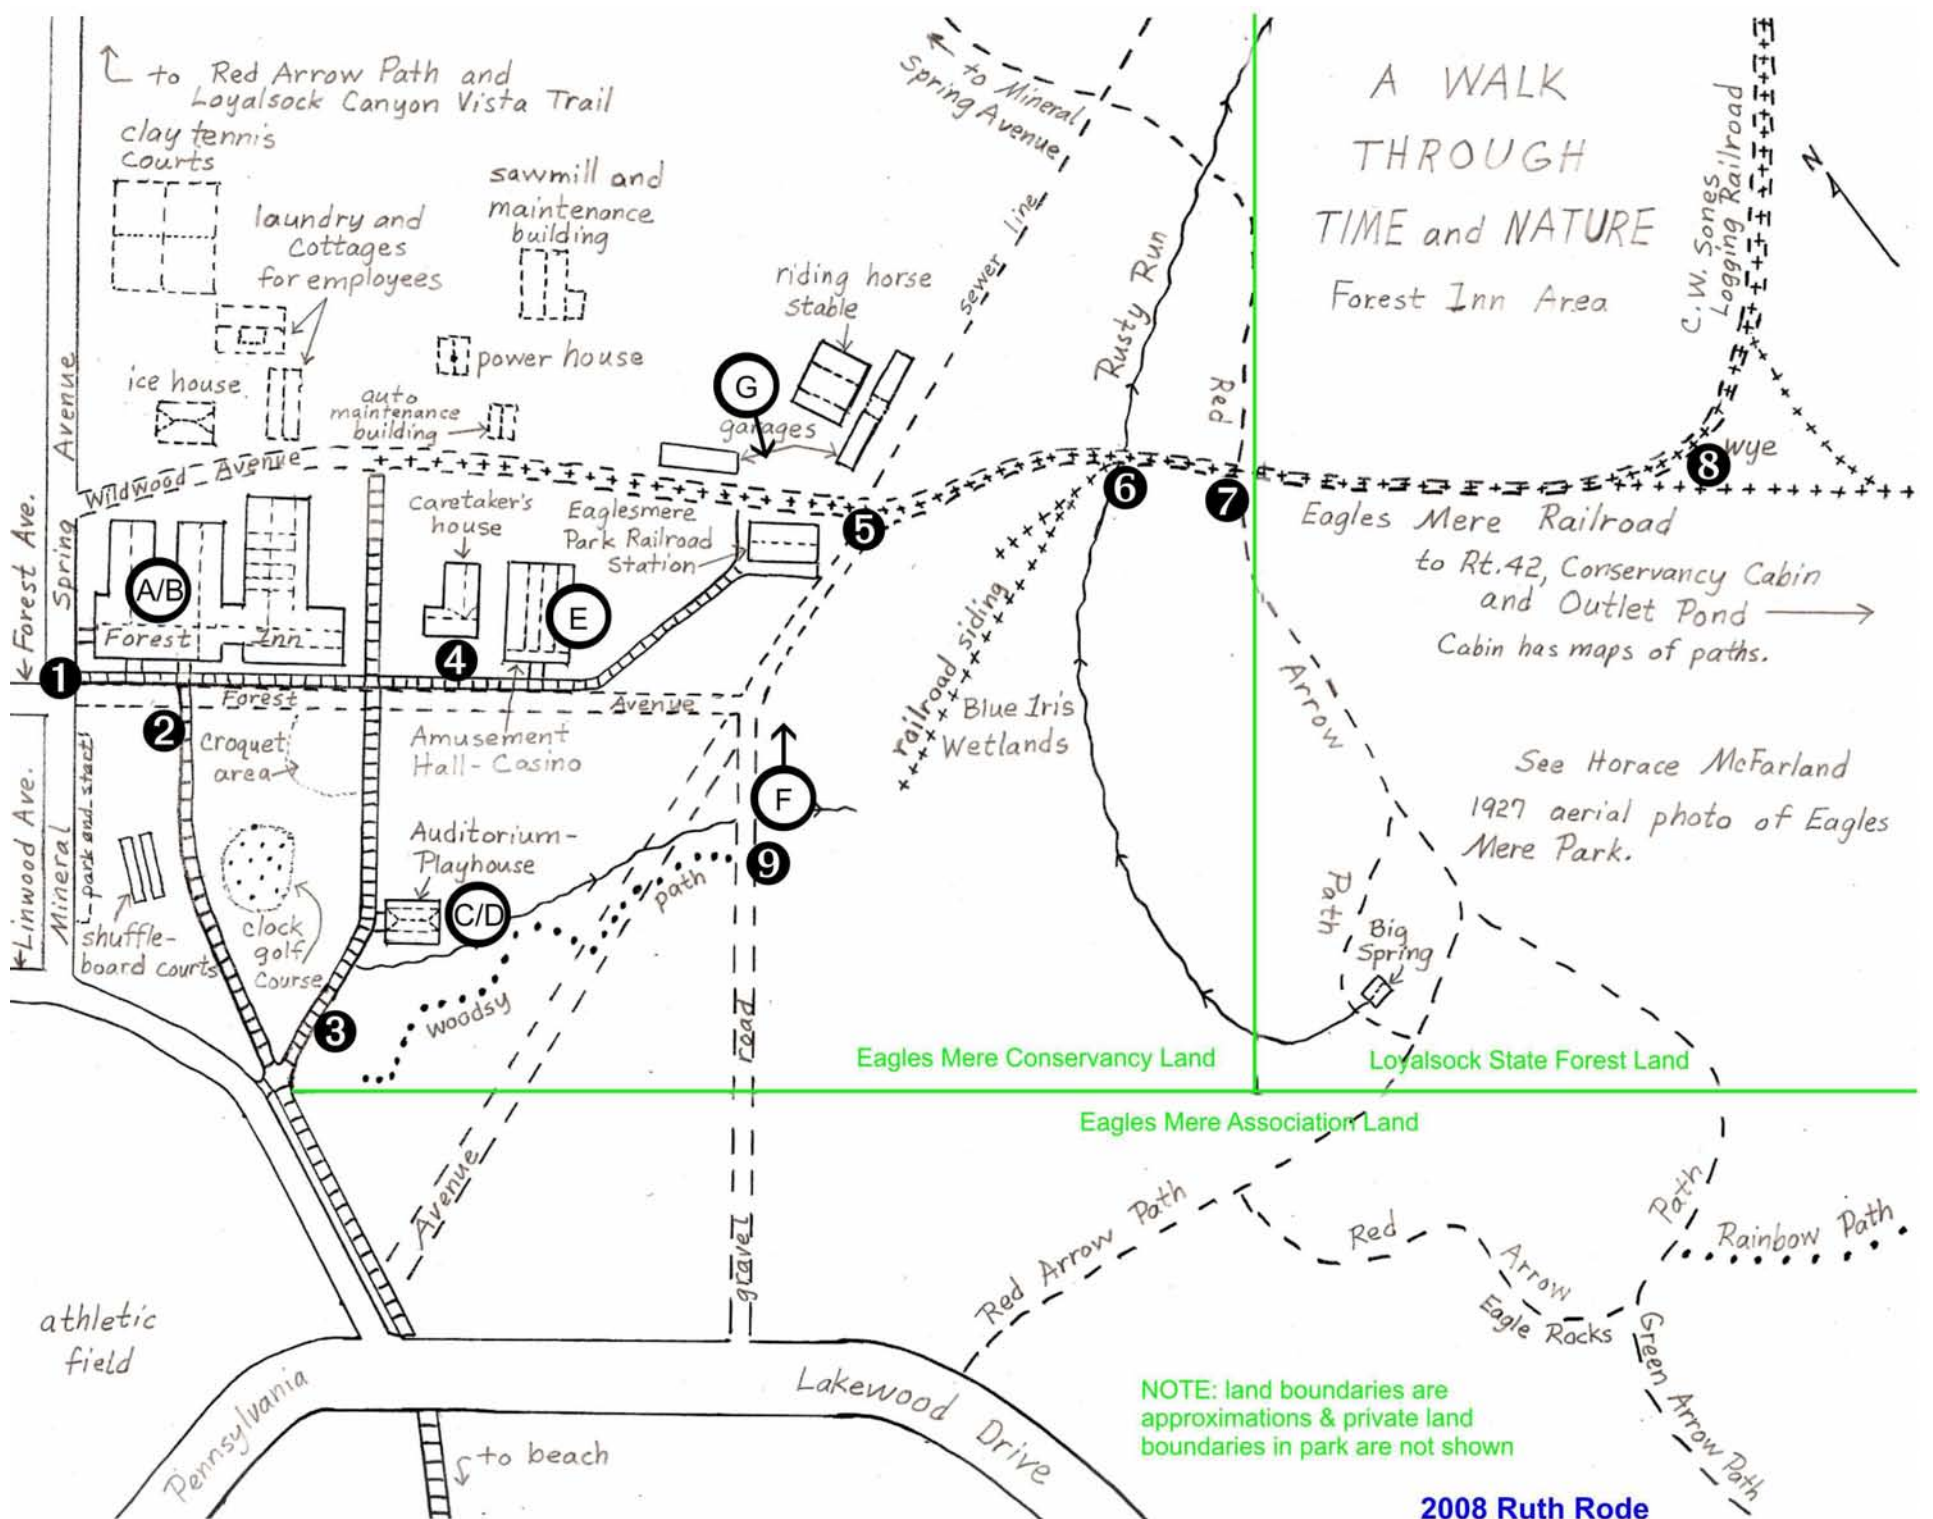 to Red Arrow Path and
Loyalsock Canyon Vista Trail
clay tennis
courts
laundry and
cottages
for employees
sawmill and
maintenance
building
power house
ice house
auto
maintenance
building
riding horse
stable
G
garages
to Mineral
Spring Avenue
sewer line
Rusty Run
A WALK
THROUGH
TIME and NATURE
Forest Inn Area
N
C.W. Sones
Logging Railroad
wye
8
Red
Arrow
Path
7
6
5
Eagles Mere Railroad
to Rt. 42, Conservancy Cabin
and Outlet Pond
Cabin has maps of paths.
See Horace McFarland
1927 aerial photo of Eagles
Mere Park.
Wildwood Avenue
Mineral Spring Avenue
← Forest Ave.
← Linwood Ave.
A/B
Forest Inn
1
caretaker's
house
4
Eaglesmere
Park Railroad
Station
E
Forest Avenue
2
croquet
area
Amusement
Hall-Casino
park and start
shuffle-
board courts
clock
golf
course
Auditorium-
Playhouse
C/D
F
9
woodsy path
3
railroad siding
Blue Iris
Wetlands
Big
Spring
Eagles Mere Conservancy Land
Loyalsock State Forest Land
Eagles Mere Association Land
Avenue
gravel road
Red Arrow Path
Red Arrow
Path
Eagle Rocks
Rainbow Path
Green Arrow Path
athletic
field
Pennsylvania
Lakewood Drive
to beach
NOTE: land boundaries are
approximations & private land
boundaries in park are not shown
2008 Ruth Rode